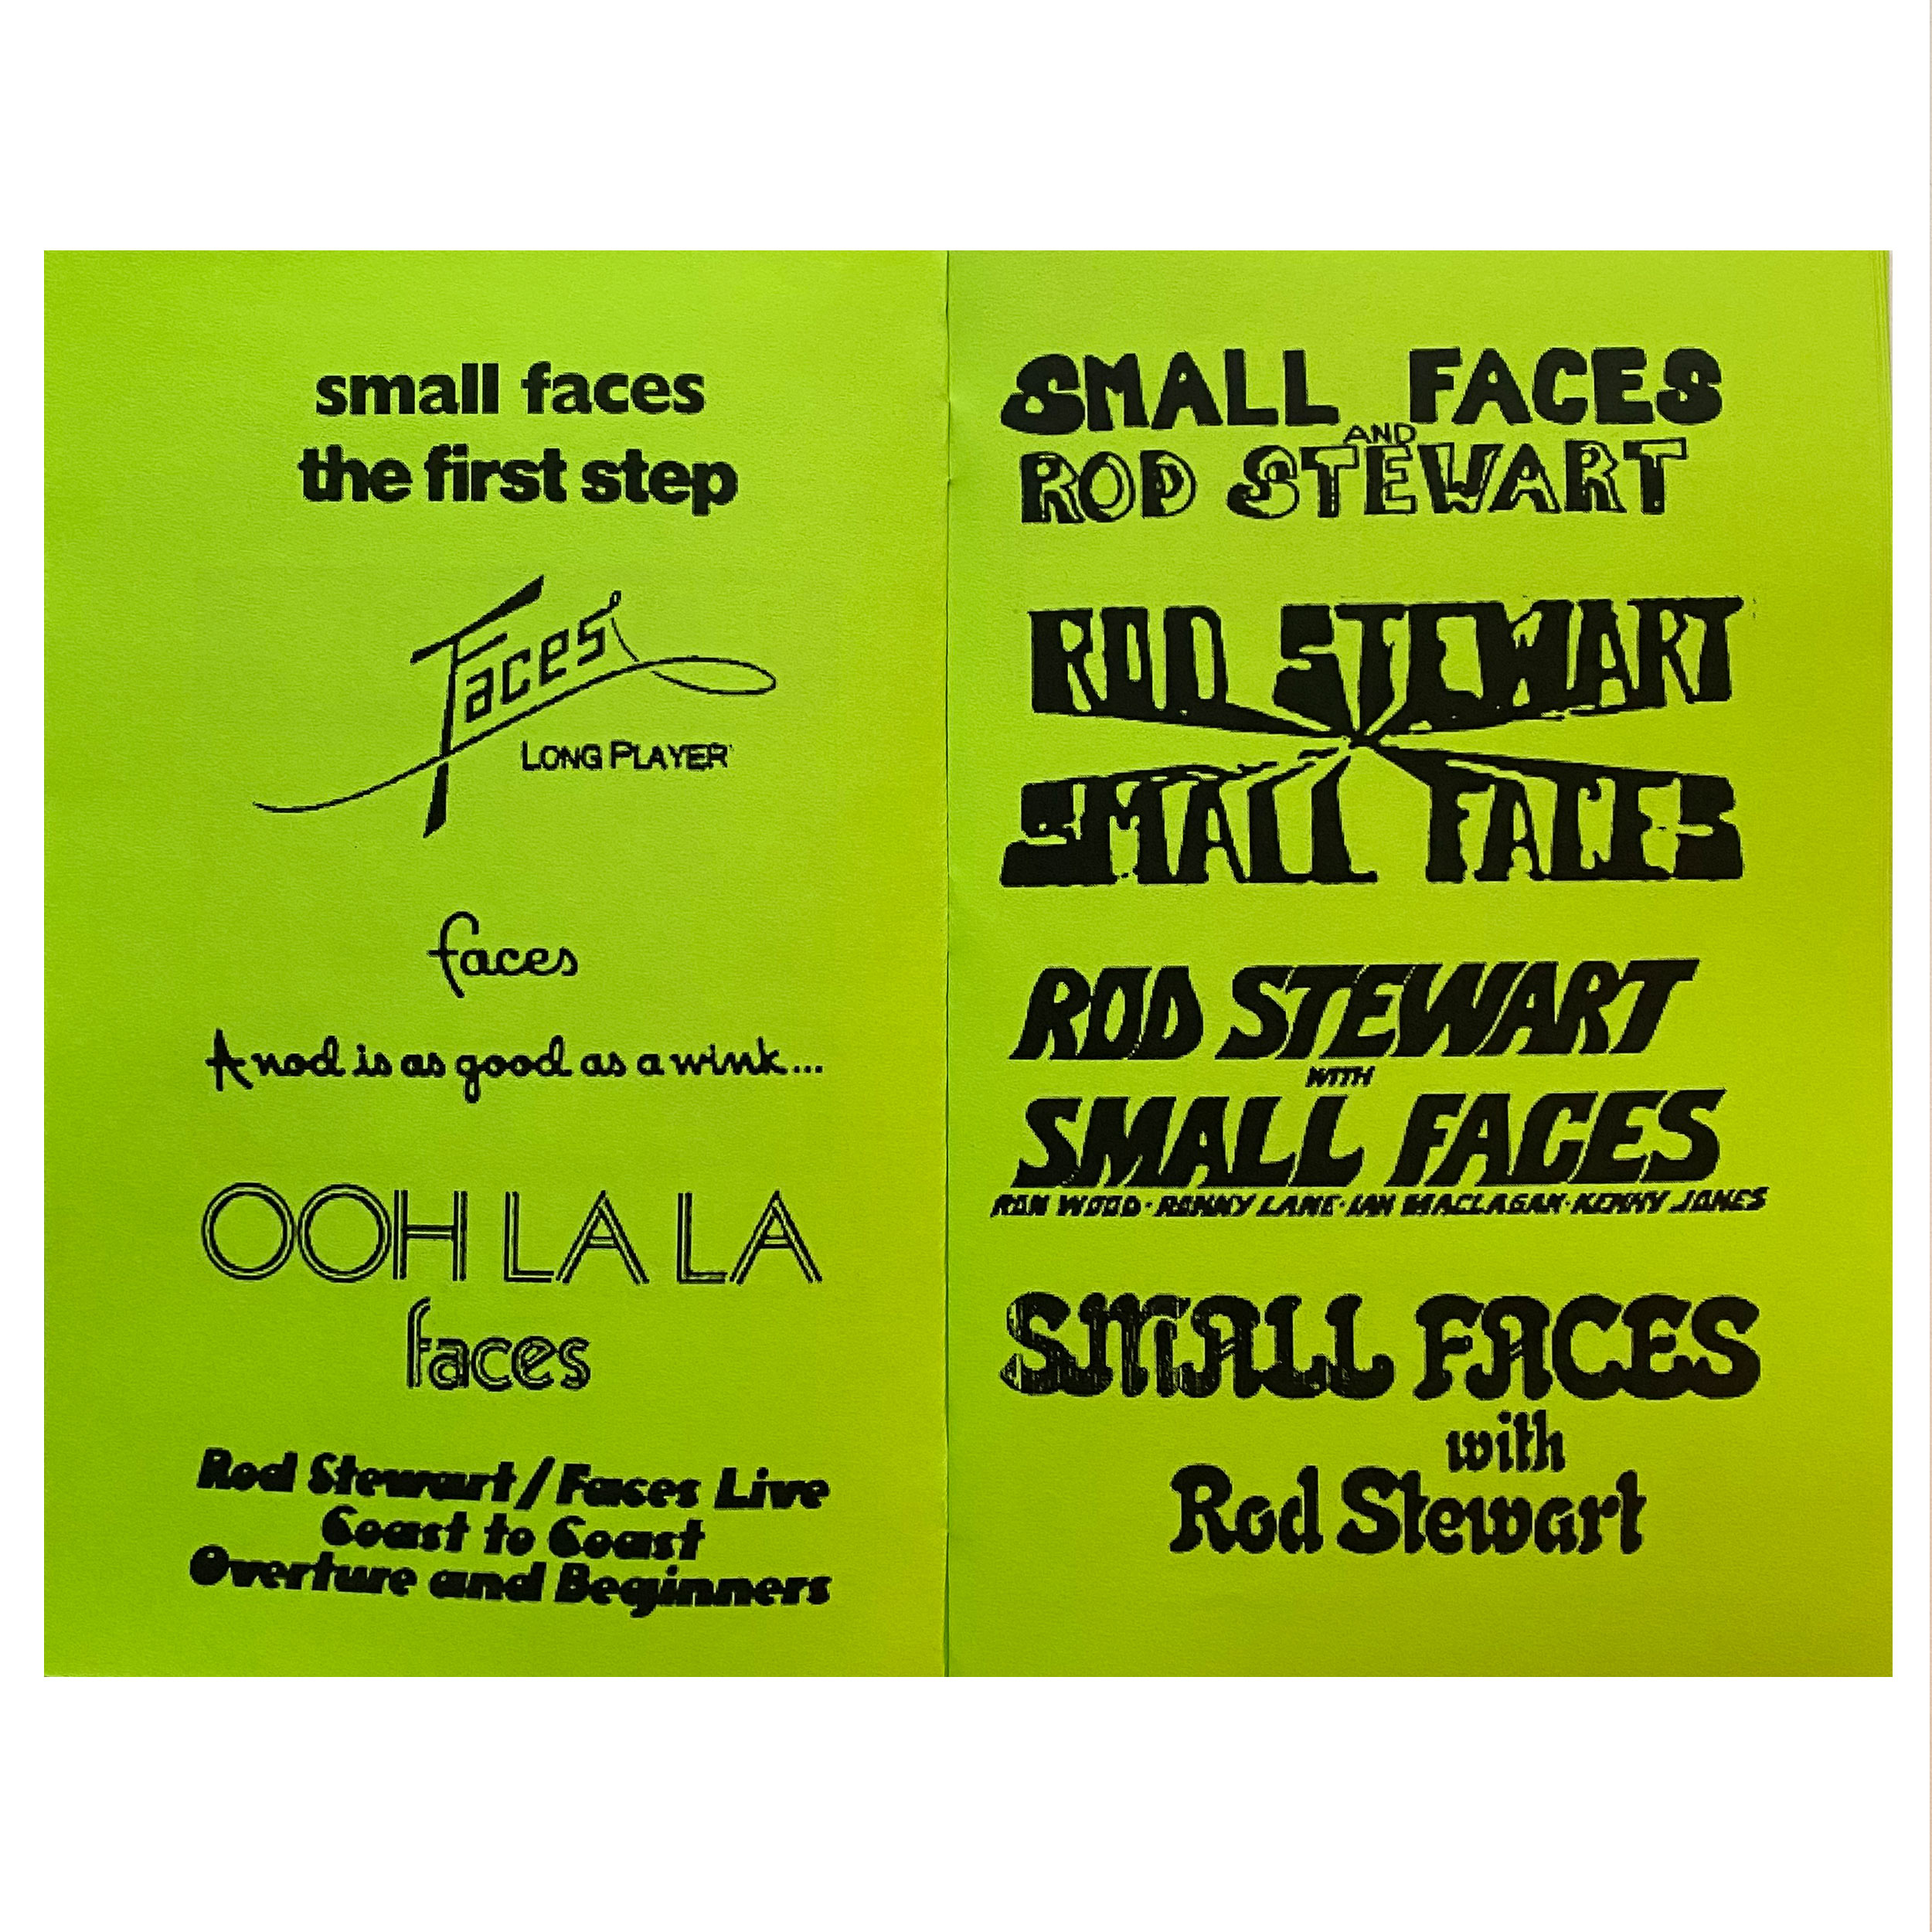 small faces
the first step
Faces
LONG PLAYER
faces
A nod is as good as a wink...
OOH LA LA
faces
Rod Stewart/Faces Live
Coast to Coast
Overture and Beginners
SMALL FACES
AND
ROD STEWART
ROD STEWART
SMALL FACES
ROD STEWART
WITH
SMALL FACES
RON WOOD · RONNY LANE · IAN MACLAGAN · KENNY JONES
SMALL FACES
with
Rod Stewart